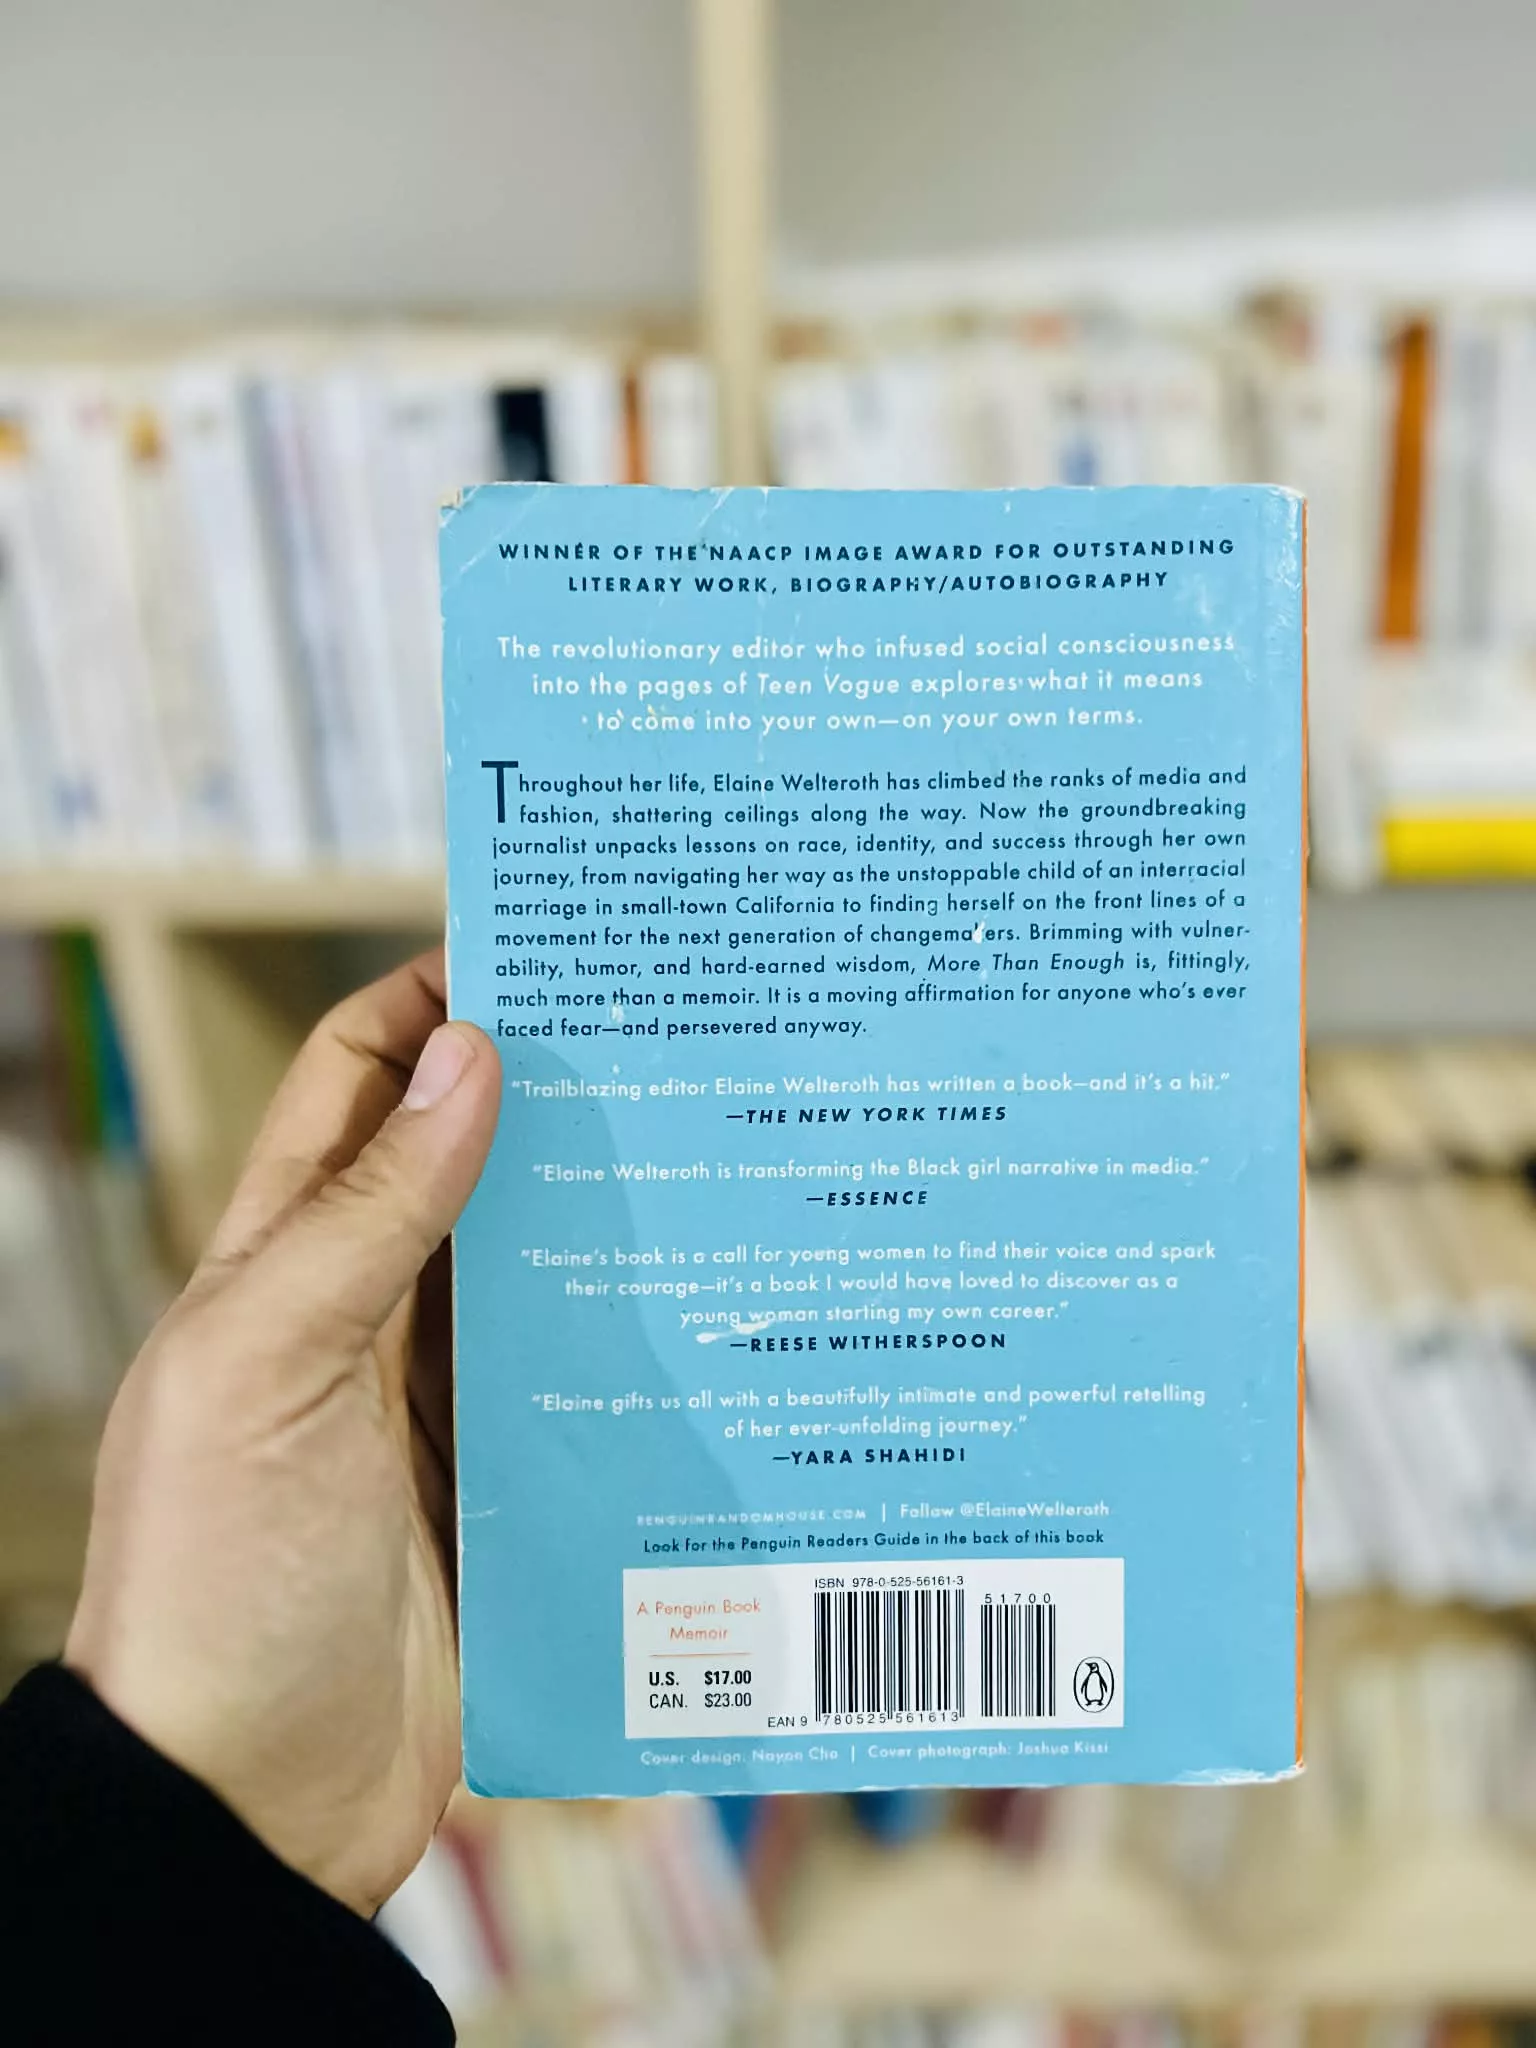 WINNER OF THE NAACP IMAGE AWARD FOR OUTSTANDING
LITERARY WORK, BIOGRAPHY/AUTOBIOGRAPHY
The revolutionary editor who infused social consciousness
into the pages of Teen Vogue explores what it means
to come into your own—on your own terms.
Throughout her life, Elaine Welteroth has climbed the ranks of media and
fashion, shattering ceilings along the way. Now the groundbreaking
journalist unpacks lessons on race, identity, and success through her own
journey, from navigating her way as the unstoppable child of an interracial
marriage in small-town California to finding herself on the front lines of a
movement for the next generation of changemakers. Brimming with vulner-
ability, humor, and hard-earned wisdom, More Than Enough is, fittingly,
much more than a memoir. It is a moving affirmation for anyone who's ever
faced fear—and persevered anyway.
"Trailblazing editor Elaine Welteroth has written a book—and it's a hit."
—THE NEW YORK TIMES
"Elaine Welteroth is transforming the Black girl narrative in media."
—ESSENCE
"Elaine's book is a call for young women to find their voice and spark
their courage—it's a book I would have loved to discover as a
young woman starting my own career."
—REESE WITHERSPOON
"Elaine gifts us all with a beautifully intimate and powerful retelling
of her ever-unfolding journey."
—YARA SHAHIDI
PENGUINRANDOMHOUSE.COM | Follow @ElaineWelteroth
Look for the Penguin Readers Guide in the back of this book
A Penguin Book
Memoir
U.S. $17.00
CAN. $23.00
ISBN 978-0-525-56161-3
51700
EAN 9 780525 561613
Cover design: Nayon Cho | Cover photograph: Joshua Kissi